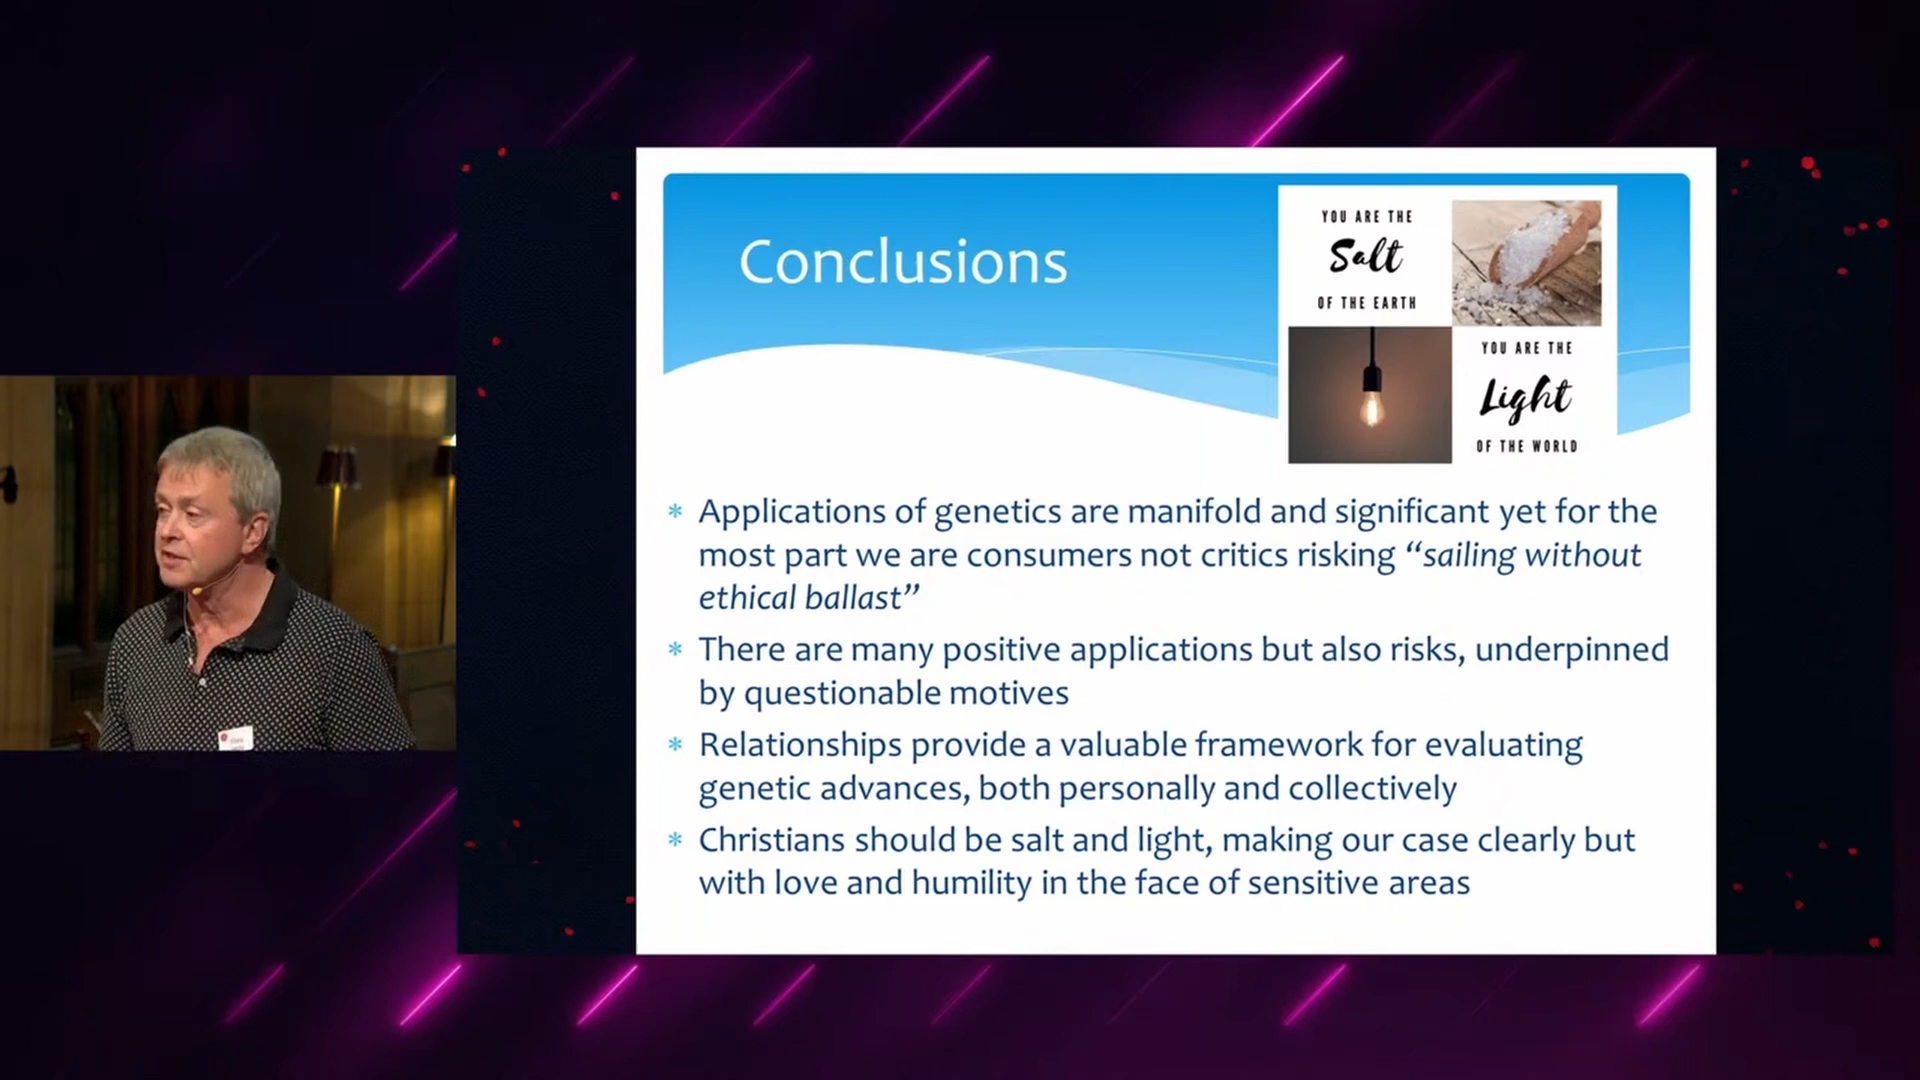 Conclusions
YOU ARE THE
Salt
OF THE EARTH
YOU ARE THE
Light
OF THE WORLD
* Applications of genetics are manifold and significant yet for the
most part we are consumers not critics risking “sailing without
ethical ballast”
* There are many positive applications but also risks, underpinned
by questionable motives
* Relationships provide a valuable framework for evaluating
genetic advances, both personally and collectively
* Christians should be salt and light, making our case clearly but
with love and humility in the face of sensitive areas